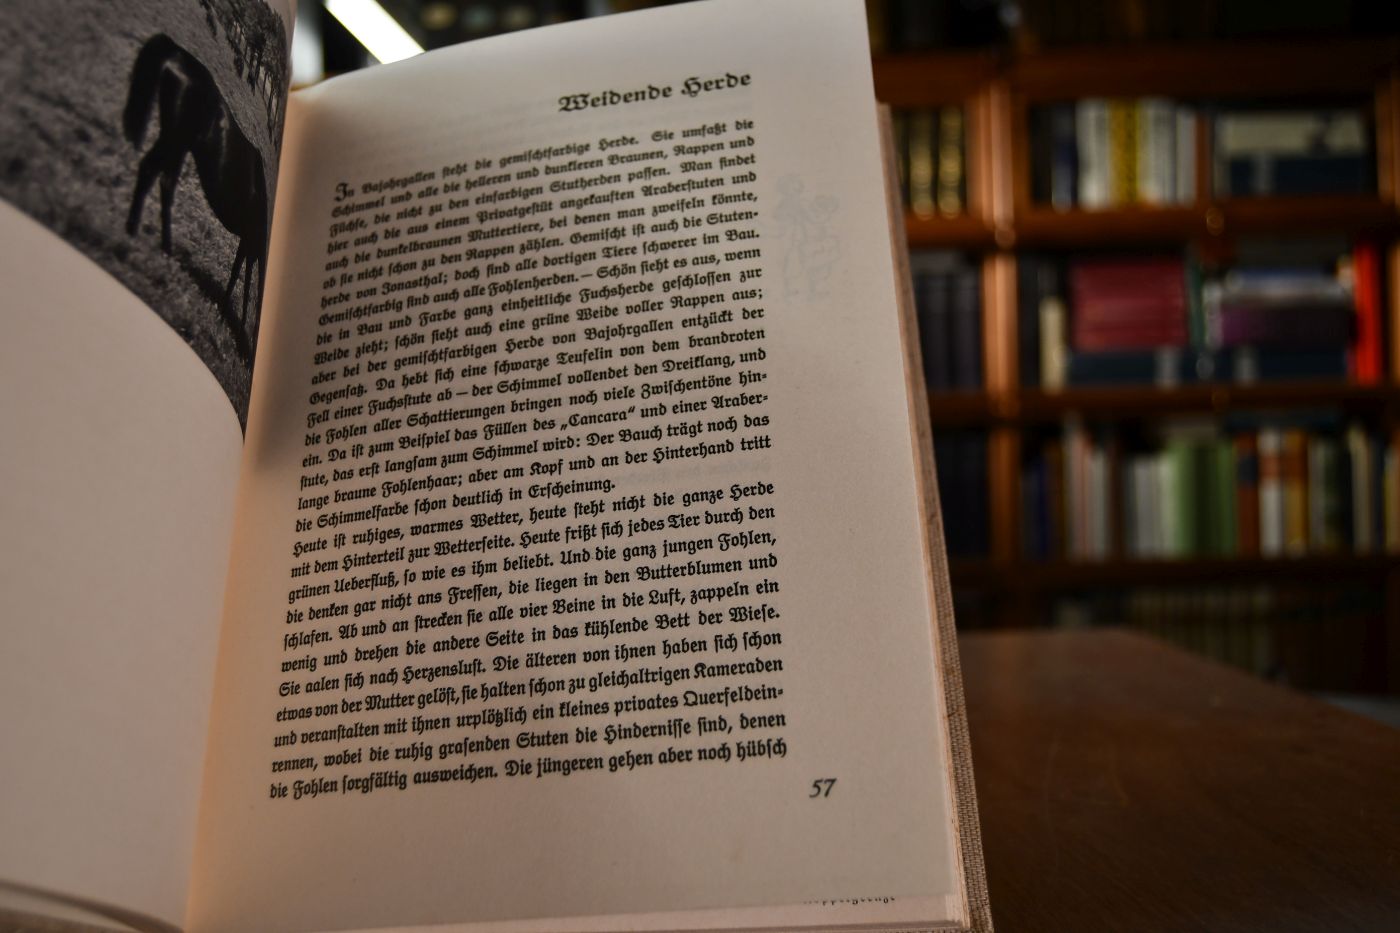 Weidende Herde
In Bajohrgallen steht die gemischtfarbige Herde. Sie umfaßt die
Schimmel und alle die helleren und dunkleren Braunen, Rappen und
Füchse, die nicht zu den einfarbigen Stutherden passen. Man findet
hier auch die aus einem Privatgestüt angekauften Araberstuten und
auch die dunkelbraunen Muttertiere, bei denen man zweifeln könnte,
ob sie nicht schon zu den Rappen zählen. Gemischt ist auch die Stuten-
herde von Jonasthal; doch sind alle dortigen Tiere schwerer im Bau.
Gemischtfarbig sind auch alle Fohlenherden. — Schön sieht es aus, wenn
die in Bau und Farbe ganz einheitliche Fuchsherde geschlossen zur
Weide zieht; schön sieht auch eine grüne Weide voller Rappen aus;
aber bei der gemischtfarbigen Herde von Bajohrgallen entzückt der
Gegensatz. Da hebt sich eine schwarze Teufelin von dem brandroten
Fell einer Fuchsstute ab — der Schimmel vollendet den Dreiklang, und
die Fohlen aller Schattierungen bringen noch viele Zwischentöne hin-
ein. Da ist zum Beispiel das Füllen des „Cancara“ und einer Araber-
stute, das erst langsam zum Schimmel wird: Der Bauch trägt noch das
lange braune Fohlenhaar; aber am Kopf und an der Hinterhand tritt
die Schimmelfarbe schon deutlich in Erscheinung.
Heute ist ruhiges, warmes Wetter, heute steht nicht die ganze Herde
mit dem Hinterteil zur Wetterseite. Heute frißt sich jedes Tier durch den
grünen Ueberfluß, so wie es ihm beliebt. Und die ganz jungen Fohlen,
die denken gar nicht ans Fressen, die liegen in den Butterblumen und
schlafen. Ab und an strecken sie alle vier Beine in die Luft, zappeln ein
wenig und drehen die andere Seite in das kühlende Bett der Wiese.
Sie aalen sich nach Herzenslust. Die älteren von ihnen haben sich schon
etwas von der Mutter gelöst, sie halten schon zu gleichaltrigen Kameraden
und veranstalten mit ihnen urplötzlich ein kleines privates Querfeldein-
rennen, wobei die ruhig grasenden Stuten die Hindernisse sind, denen
die Fohlen sorgfältig ausweichen. Die jüngeren gehen aber noch hübsch
57